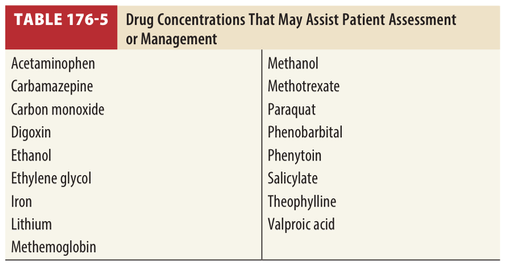 TABLE 176-5
Drug Concentrations That May Assist Patient Assessment
or Management
Acetaminophen
Carbamazepine
Carbon monoxide
Digoxin
Ethanol
Ethylene glycol
Iron
Lithium
Methemoglobin
Methanol
Methotrexate
Paraquat
Phenobarbital
Phenytoin
Salicylate
Theophylline
Valproic acid